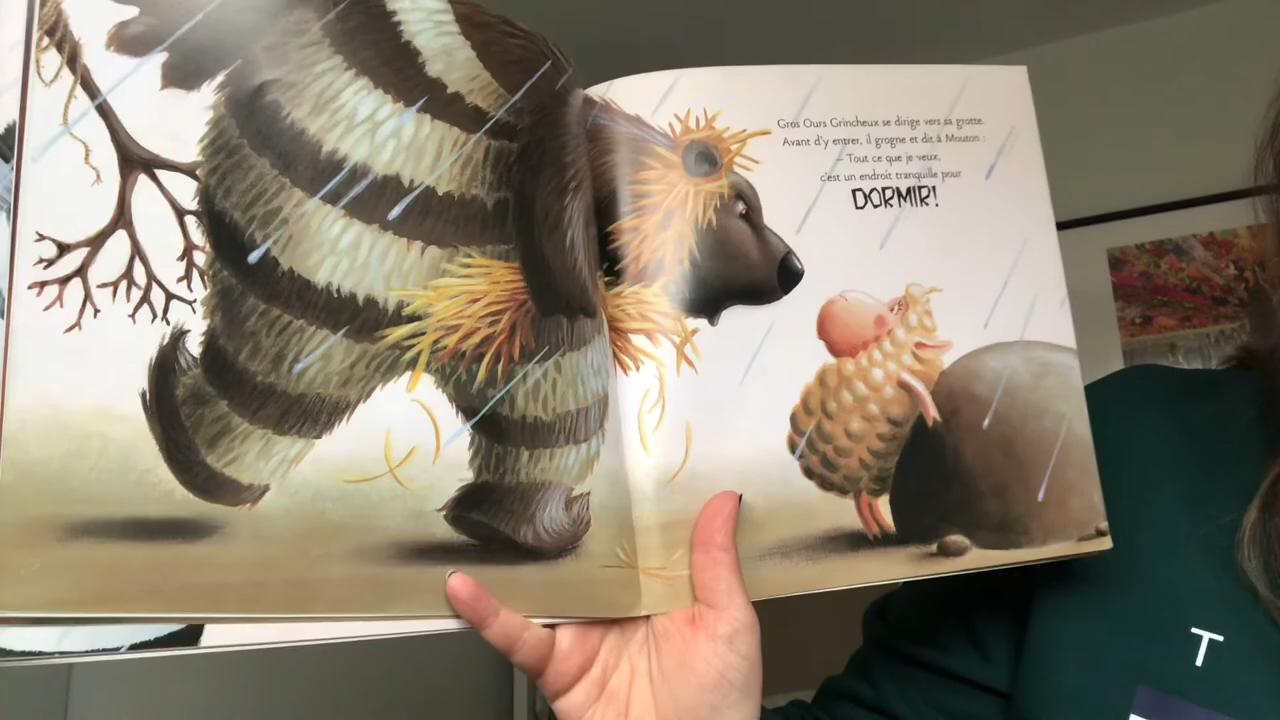 Gros Ours Grincheux se dirige vers sa grotte.
Avant d'y entrer, il grogne et dit à Mouton :
– Tout ce que je veux,
c'est un endroit tranquille pour
DORMIR!
T